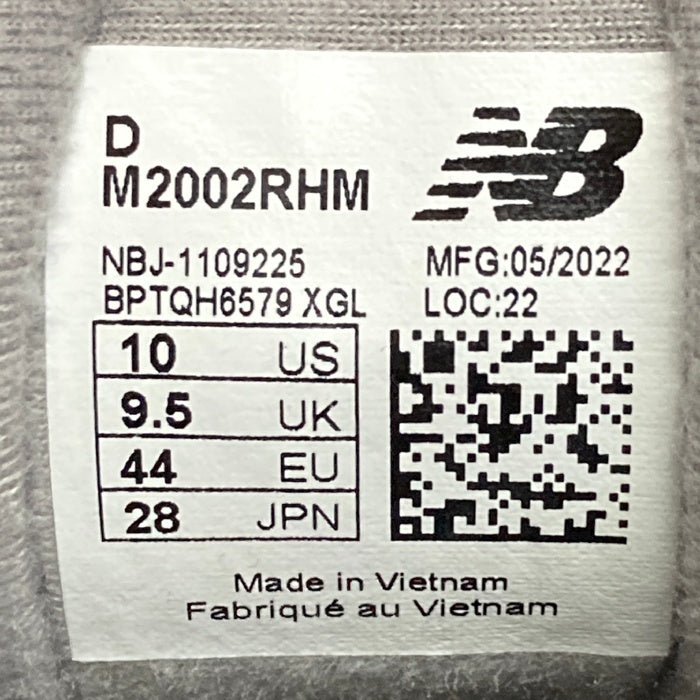 D
M2002RHM
NB
NBJ-1109225 MFG:05/2022
BPTQH6579 XGL LOC:22
10 US
9.5 UK
44 EU
28 JPN
Made in Vietnam
Fabriqué au Vietnam